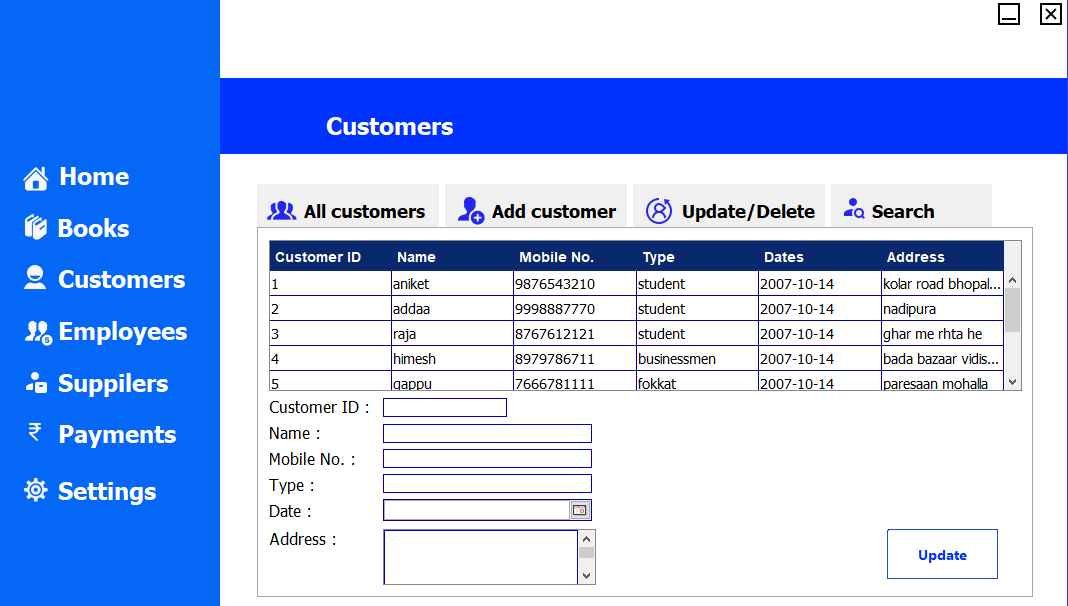 Customers
Home
Books
Customers
Employees
Suppilers
Payments
Settings
All customers Add customer Update/Delete Search
Customer ID Name Mobile No. Type Dates Address
1 aniket 9876543210 student 2007-10-14 kolar road bhopal...
2 addaa 9998887770 student 2007-10-14 nadipura
3 raja 8767612121 student 2007-10-14 ghar me rhta he
4 himesh 8979786711 businessmen 2007-10-14 bada bazaar vidis...
5 gappu 7666781111 fokkat 2007-10-14 paresaan mohalla
Customer ID :
Name :
Mobile No. :
Type :
Date :
Address :
Update